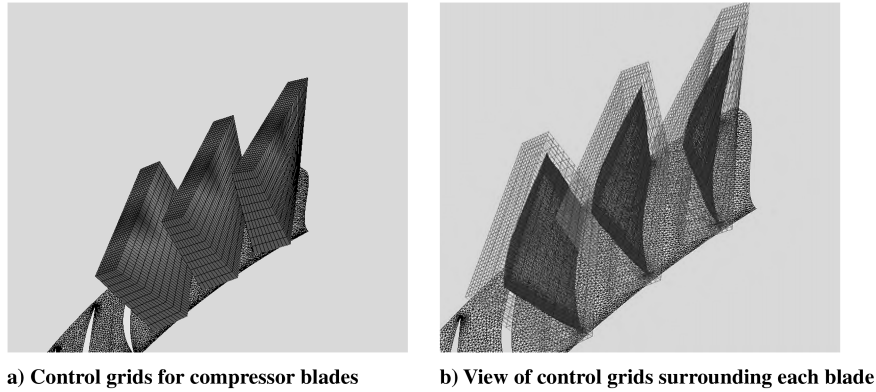 a) Control grids for compressor blades
b) View of control grids surrounding each blade